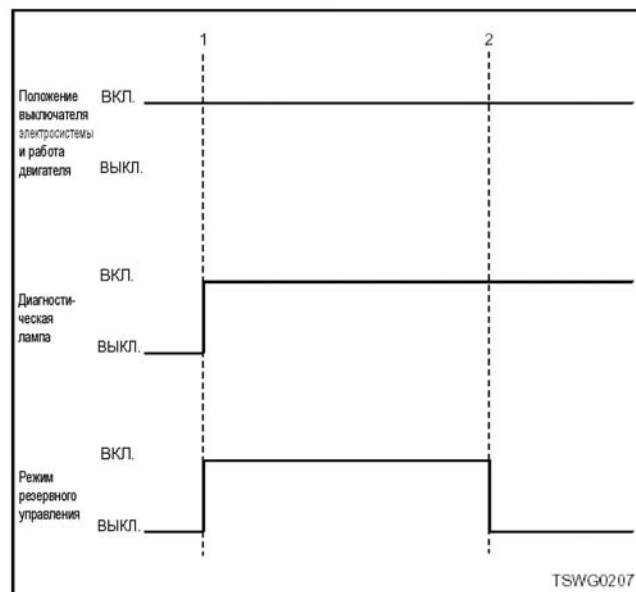 1 2
Положение
выключателя
электросистемы
и работа
двигателя
ВКЛ.
ВЫКЛ.
Диагности-
ческая
лампа
ВКЛ.
ВЫКЛ.
Режим
резервного
управления
ВКЛ.
ВЫКЛ.
TSWG0207